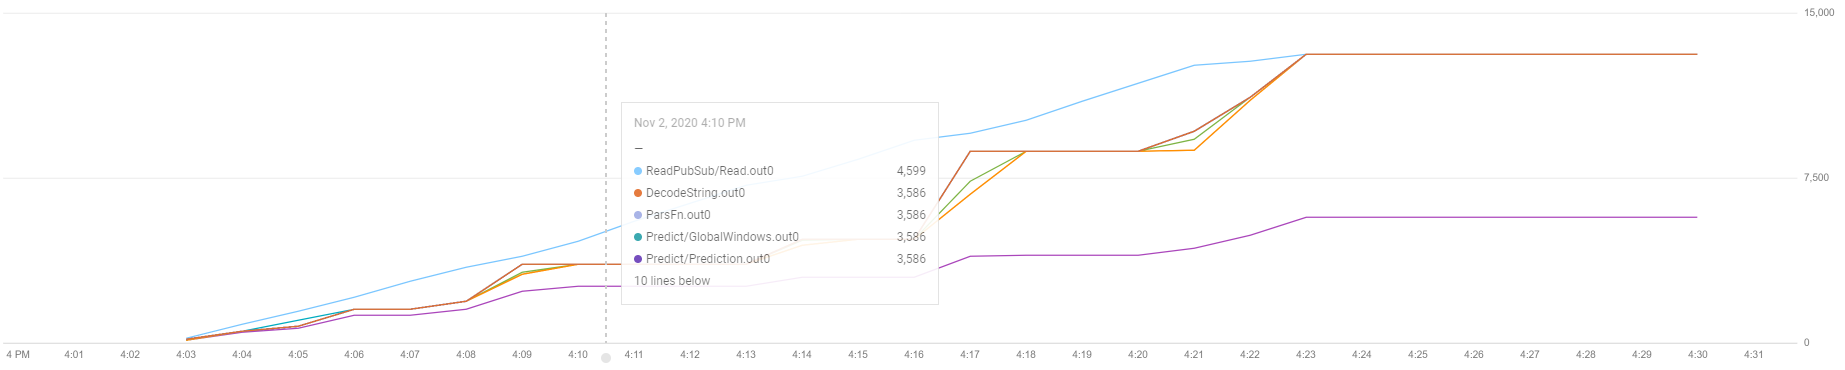 15,000
Nov 2, 2020 4:10 PM
–
ReadPubSub/Read.out0 4,599
DecodeString.out0 3,586
ParsFn.out0 3,586
7,500
Predict/GlobalWindows.out0 3,586
Predict/Prediction.out0 3,586
10 lines below
0
4 PM 4:01 4:02 4:03 4:04 4:05 4:06 4:07 4:08 4:09 4:10 4:11 4:12 4:13 4:14 4:15 4:16 4:17 4:18 4:19 4:20 4:21 4:22 4:23 4:24 4:25 4:26 4:27 4:28 4:29 4:30 4:31